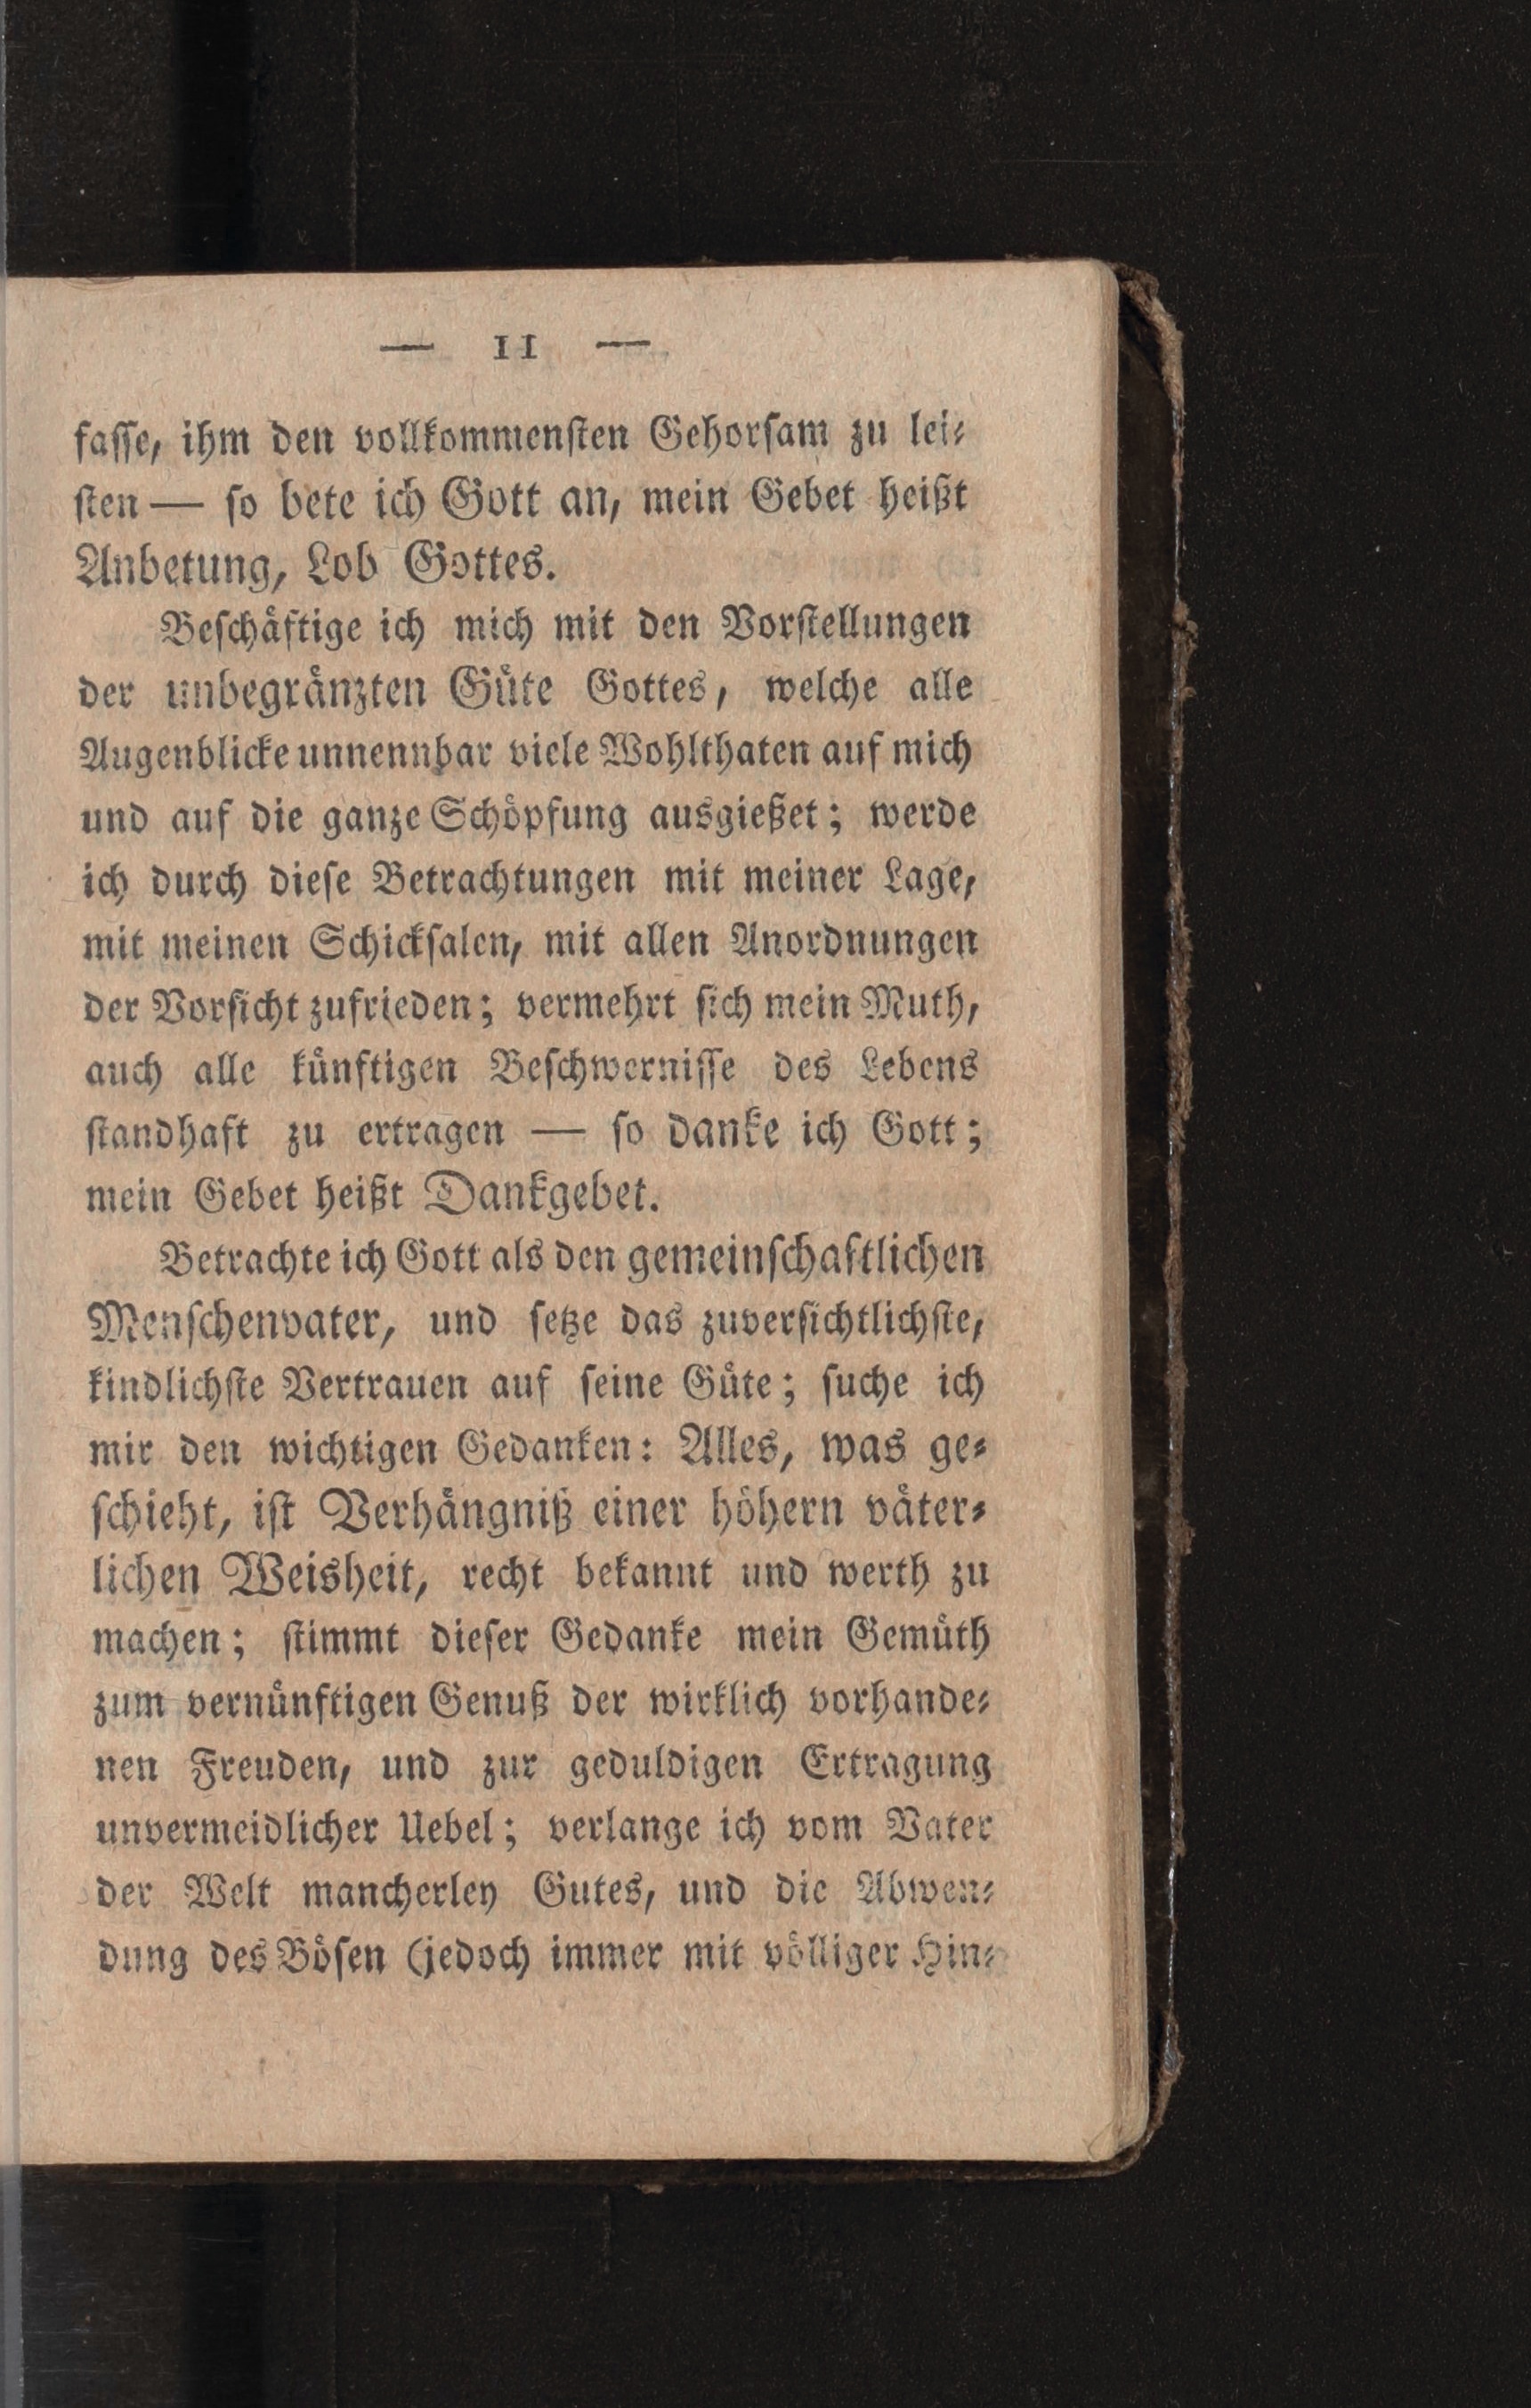 — 11 —
fasse, ihm den vollkommensten Gehorsam zu lei-
sten — so bete ich Gott an, mein Gebet heißt
Anbetung, Lob Gottes.
Beschäftige ich mich mit den Vorstellungen
der unbegränzten Güte Gottes, welche alle
Augenblicke unnennbar viele Wohlthaten auf mich
und auf die ganze Schöpfung ausgießet; werde
ich durch diese Betrachtungen mit meiner Lage,
mit meinen Schicksalen, mit allen Anordnungen
der Vorsicht zufrieden; vermehrt sich mein Muth,
auch alle künftigen Beschwernisse des Lebens
standhaft zu ertragen — so danke ich Gott;
mein Gebet heißt Dankgebet.
Betrachte ich Gott als den gemeinschaftlichen
Menschenvater, und setze das zuversichtlichste,
kindlichste Vertrauen auf seine Güte; suche ich
mir den wichtigen Gedanken: Alles, was ge-
schieht, ist Verhängniß einer höhern väter-
lichen Weisheit, recht bekannt und werth zu
machen; stimmt dieser Gedanke mein Gemüth
zum vernünftigen Genuß der wirklich vorhande-
nen Freuden, und zur geduldigen Ertragung
unvermeidlicher Uebel; verlange ich vom Vater
der Welt mancherley Gutes, und die Abwen-
dung des Bösen (jedoch immer mit völliger Hin-